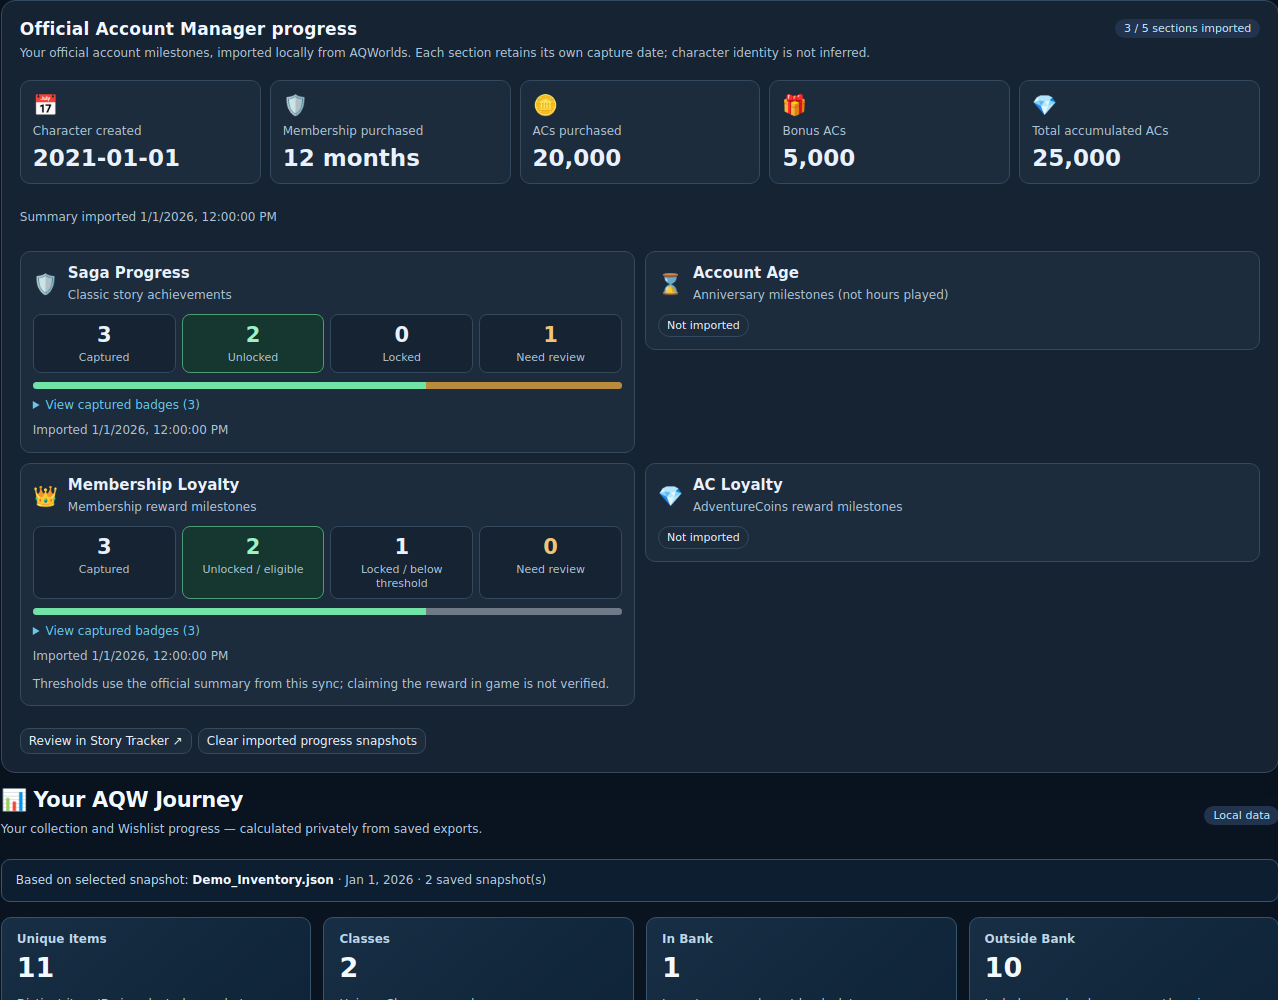 Official Account Manager progress
3 / 5 sections imported
Your official account milestones, imported locally from AQWorlds. Each section retains its own capture date; character identity is not inferred.
Character created
2021-01-01
Membership purchased
12 months
ACs purchased
20,000
Bonus ACs
5,000
Total accumulated ACs
25,000
Summary imported 1/1/2026, 12:00:00 PM
Saga Progress
Classic story achievements
3
Captured
2
Unlocked
0
Locked
1
Need review
▶ View captured badges (3)
Imported 1/1/2026, 12:00:00 PM
Account Age
Anniversary milestones (not hours played)
Not imported
Membership Loyalty
Membership reward milestones
3
Captured
2
Unlocked / eligible
1
Locked / below
threshold
0
Need review
▶ View captured badges (3)
Imported 1/1/2026, 12:00:00 PM
Thresholds use the official summary from this sync; claiming the reward in game is not verified.
AC Loyalty
AdventureCoins reward milestones
Not imported
Review in Story Tracker ↗
Clear imported progress snapshots
Your AQW Journey
Your collection and Wishlist progress — calculated privately from saved exports.
Local data
Based on selected snapshot: Demo_Inventory.json · Jan 1, 2026 · 2 saved snapshot(s)
Unique Items
11
Classes
2
In Bank
1
Outside Bank
10